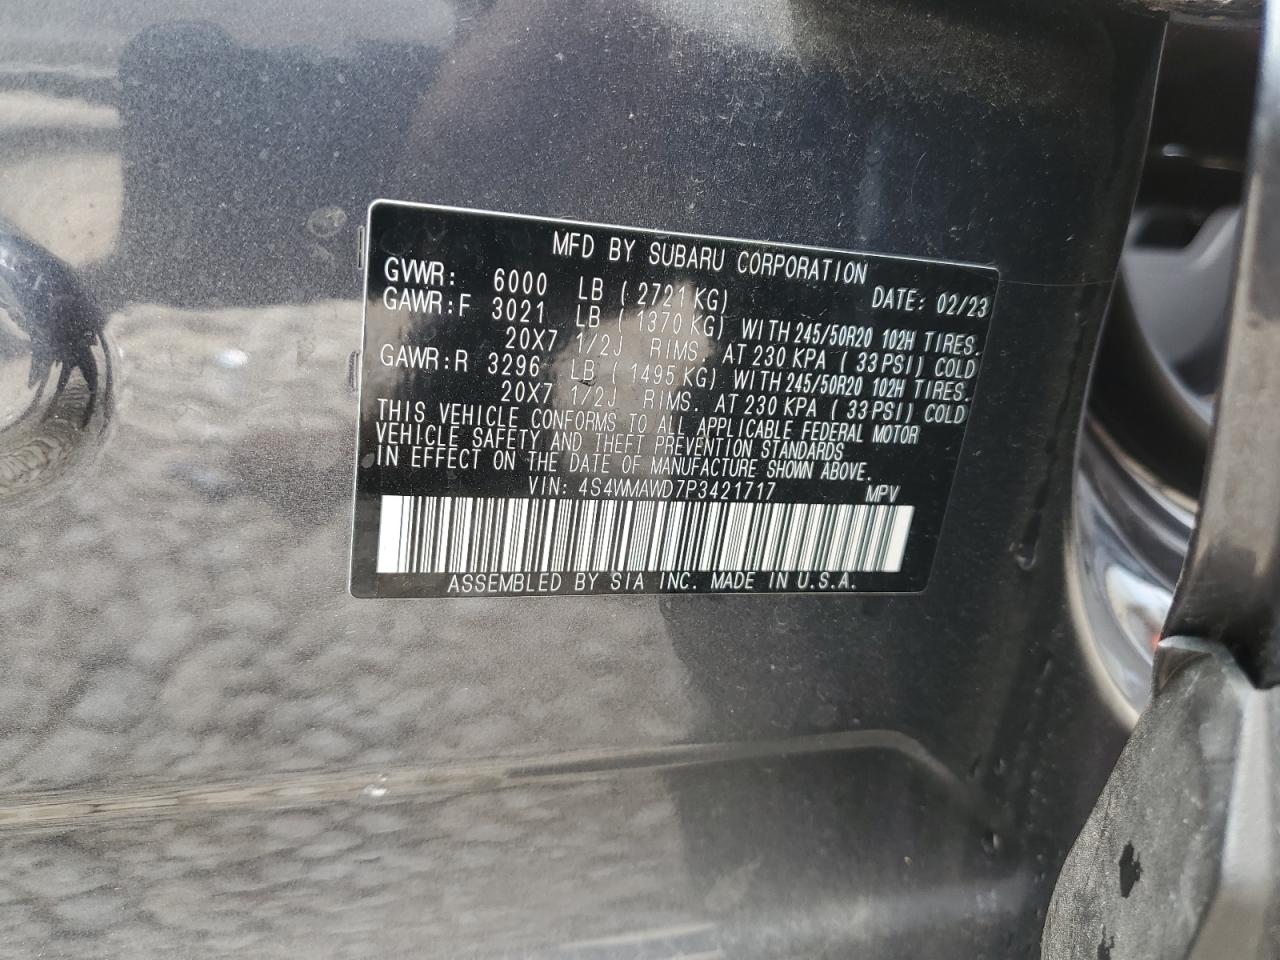 MFD BY SUBARU CORPORATION
GVWR: 6000 LB ( 2721 KG) DATE: 02/23
GAWR:F 3021 LB ( 1370 KG) WITH 245/50R20 102H TIRES.
20X7 1/2J RIMS. AT 230 KPA ( 33 PSI) COLD
GAWR:R 3296 LB ( 1495 KG) WITH 245/50R20 102H TIRES.
20X7 1/2J RIMS. AT 230 KPA ( 33 PSI) COLD
THIS VEHICLE CONFORMS TO ALL APPLICABLE FEDERAL MOTOR
VEHICLE SAFETY AND THEFT PREVENTION STANDARDS
IN EFFECT ON THE DATE OF MANUFACTURE SHOWN ABOVE.
VIN: 4S4WMAWD7P3421717 MPV
ASSEMBLED BY SIA INC. MADE IN U.S.A.